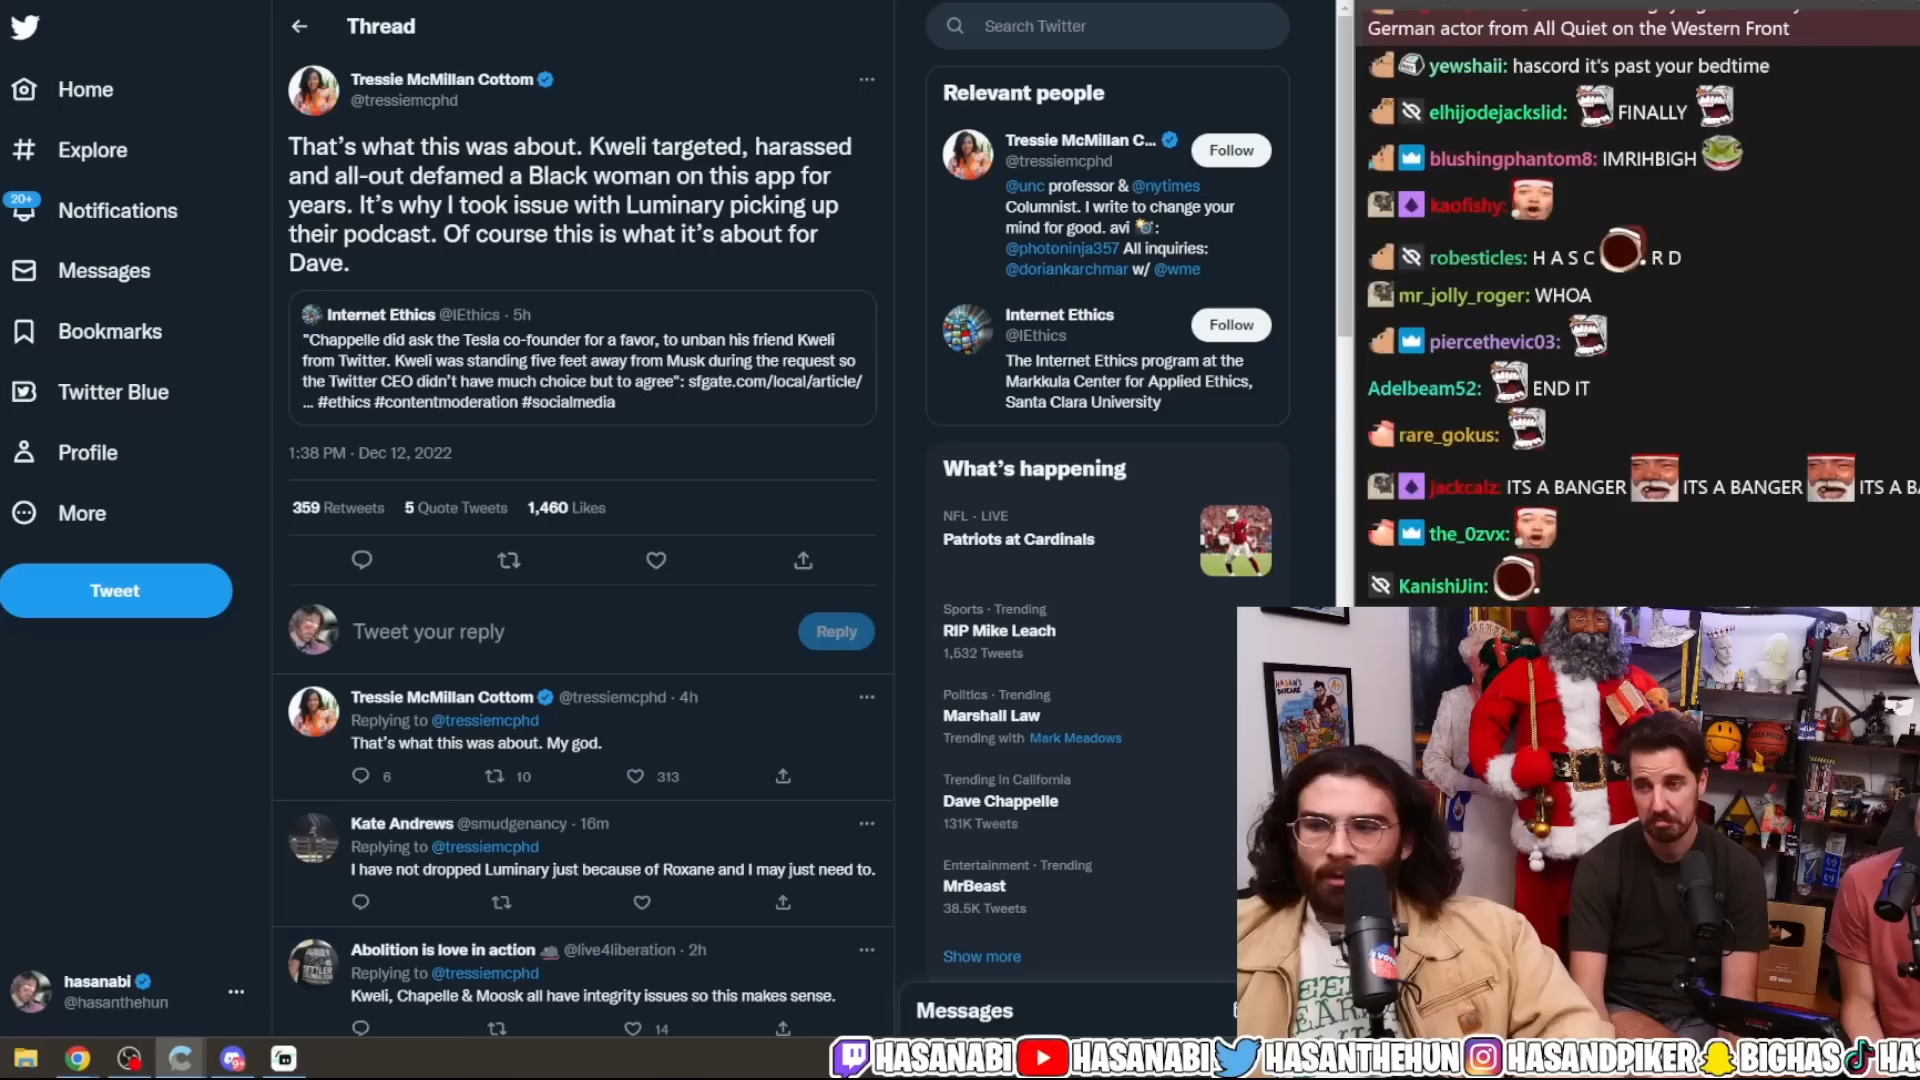 Home
Explore
20+
Notifications
Messages
Bookmarks
Twitter Blue
Profile
More
Tweet
hasanabi
@hasanthehun
Thread
Tressie McMillan Cottom
@tressiemcphd
That's what this was about. Kweli targeted, harassed
and all-out defamed a Black woman on this app for
years. It's why I took issue with Luminary picking up
their podcast. Of course this is what it's about for
Dave.
Internet Ethics @IEthics · 5h
"Chappelle did ask the Tesla co-founder for a favor, to unban his friend Kweli
from Twitter. Kweli was standing five feet away from Musk during the request so
the Twitter CEO didn't have much choice but to agree": sfgate.com/local/article/
... #ethics #contentmoderation #socialmedia
1:38 PM · Dec 12, 2022
359 Retweets 5 Quote Tweets 1,460 Likes
Tweet your reply
Reply
Tressie McMillan Cottom @tressiemcphd · 4h
Replying to @tressiemcphd
That's what this was about. My god.
6 10 313
Kate Andrews @smudgenancy · 16m
Replying to @tressiemcphd
I have not dropped Luminary just because of Roxane and I may just need to.
Abolition is love in action @live4liberation · 2h
Replying to @tressiemcphd
Kweli, Chapelle & Moosk all have integrity issues so this makes sense.
14
Search Twitter
Relevant people
Tressie McMillan C...
@tressiemcphd
Follow
@unc professor & @nytimes
Columnist. I write to change your
mind for good. avi :
@photoninja357 All inquiries:
@doriankarchmar w/ @wme
Internet Ethics
@IEthics
Follow
The Internet Ethics program at the
Markkula Center for Applied Ethics,
Santa Clara University
What's happening
NFL · LIVE
Patriots at Cardinals
Sports · Trending
RIP Mike Leach
1,532 Tweets
Politics · Trending
Marshall Law
Trending with Mark Meadows
Trending in California
Dave Chappelle
131K Tweets
Entertainment · Trending
MrBeast
38.5K Tweets
Show more
Messages
German actor from All Quiet on the Western Front
yewshaii: hascord it's past your bedtime
elhijodejackslid: FINALLY
blushingphantom8: IMRIHBIGH
kaofishy:
robesticles: H A S C R D
mr_jolly_roger: WHOA
piercethevic03:
Adelbeam52: END IT
rare_gokus:
jackcalz: ITS A BANGER ITS A BANGER ITS A BA
the_0zvx:
KanishiJin:
HASANABI HASANABI HASANTHEHUN HASANDPIKER BIGHAS HAS